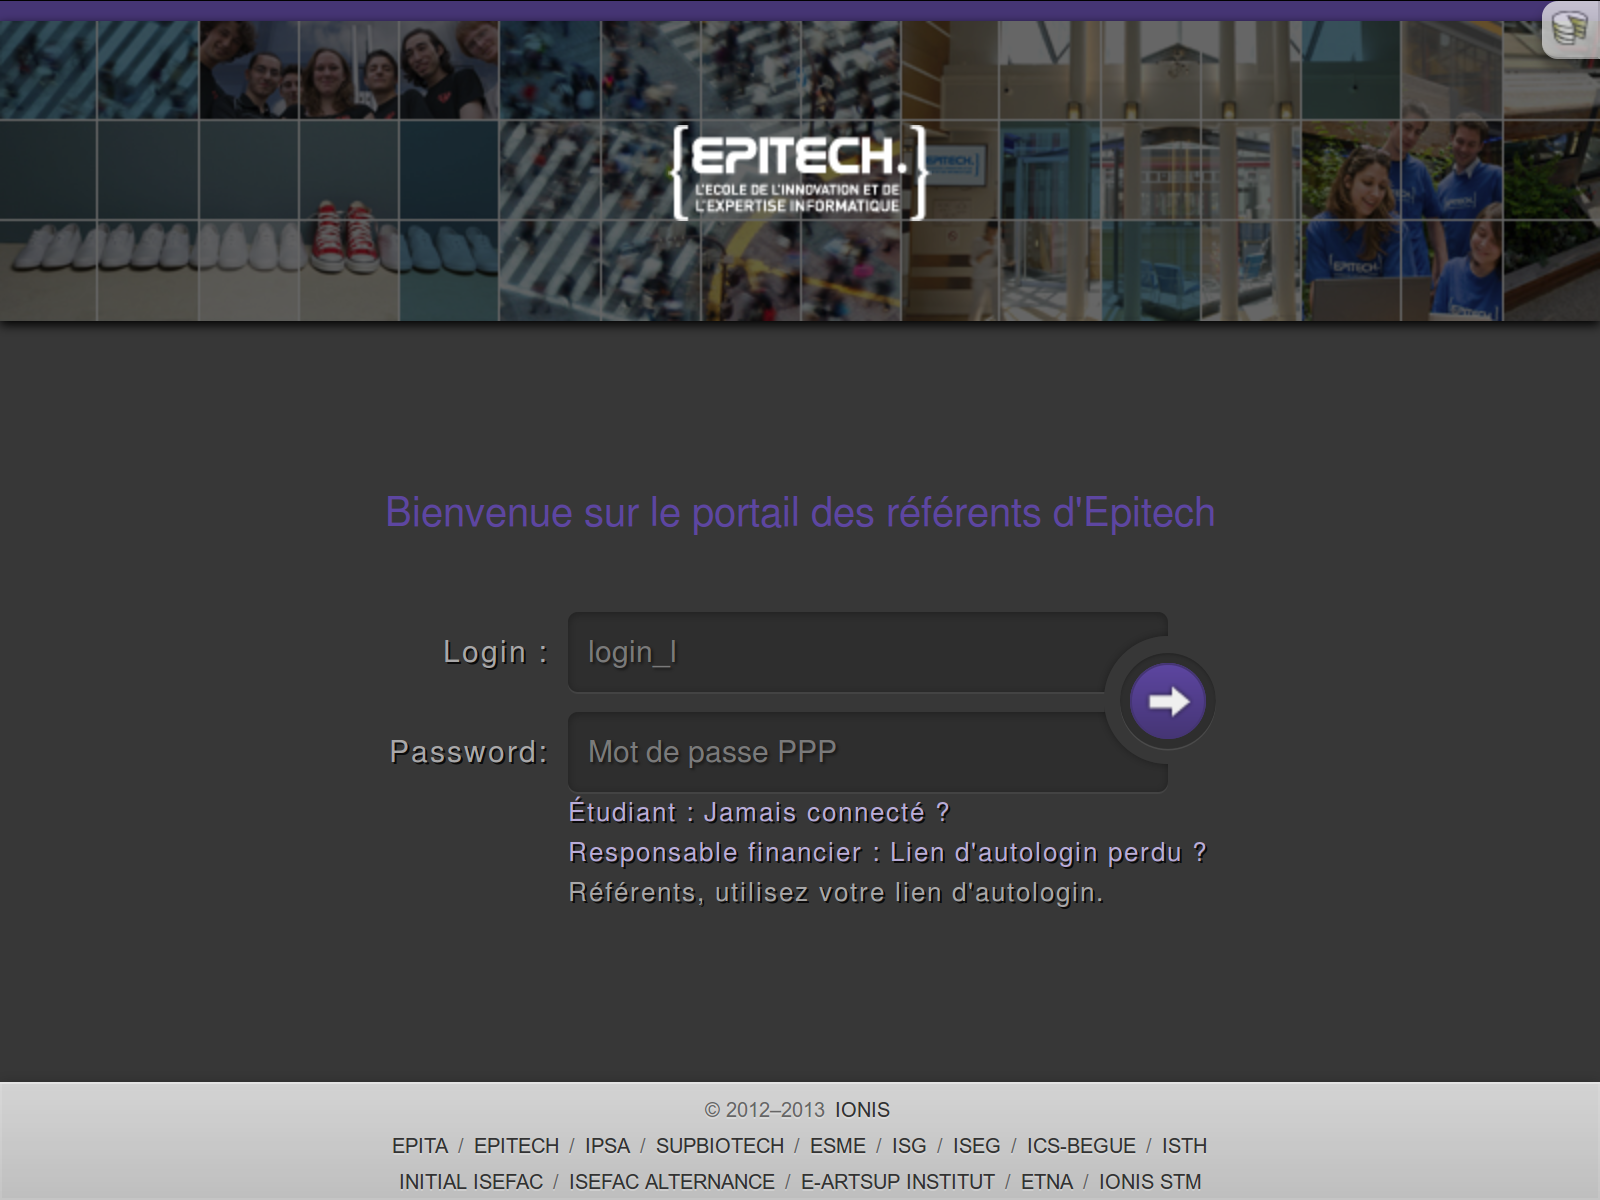 {EPITECH.}
L'ECOLE DE L'INNOVATION ET DE
L'EXPERTISE INFORMATIQUE
EPITECH.
EPITECH.
Bienvenue sur le portail des référents d'Epitech
Login :
login_l
Password:
Mot de passe PPP
Étudiant : Jamais connecté ?
Responsable financier : Lien d'autologin perdu ?
Référents, utilisez votre lien d'autologin.
© 2012–2013 IONIS
EPITA / EPITECH / IPSA / SUPBIOTECH / ESME / ISG / ISEG / ICS-BEGUE / ISTH
INITIAL ISEFAC / ISEFAC ALTERNANCE / E-ARTSUP INSTITUT / ETNA / IONIS STM